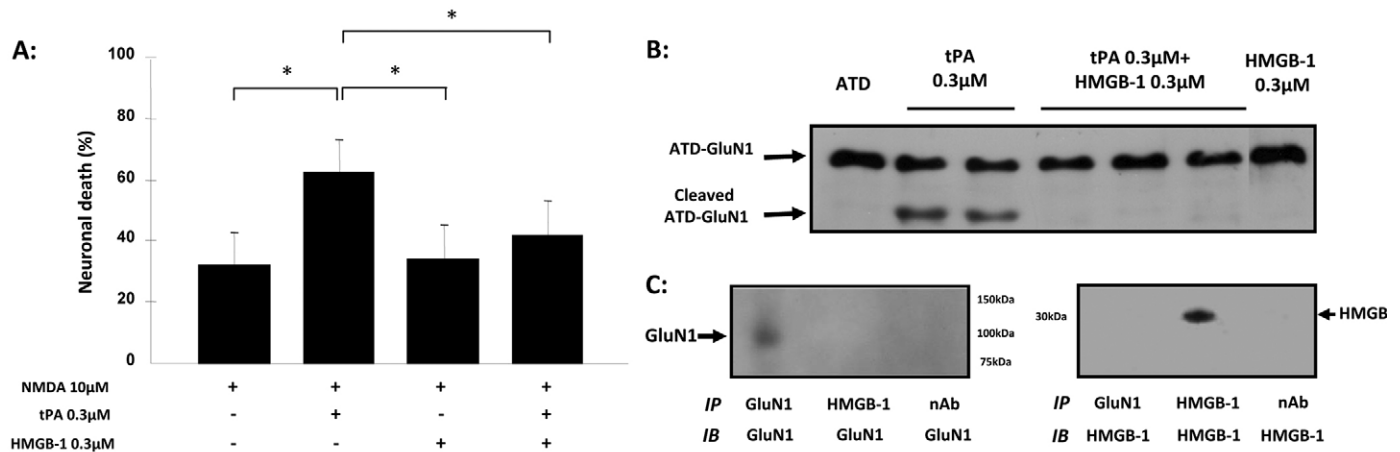 A:
*
*
*
100
80
60
40
20
0
Neuronal death (%)
NMDA 10μM + + + +
tPA 0.3μM - + - +
HMGB-1 0.3μM - - + +
B:
ATD
tPA
0.3μM
tPA 0.3μM+
HMGB-1 0.3μM
HMGB-1
0.3μM
ATD-GluN1
Cleaved
ATD-GluN1
C:
GluN1
150kDa
100kDa
75kDa
IP GluN1 HMGB-1 nAb
IB GluN1 GluN1 GluN1
30kDa
HMGB
IP GluN1 HMGB-1 nAb
IB HMGB-1 HMGB-1 HMGB-1